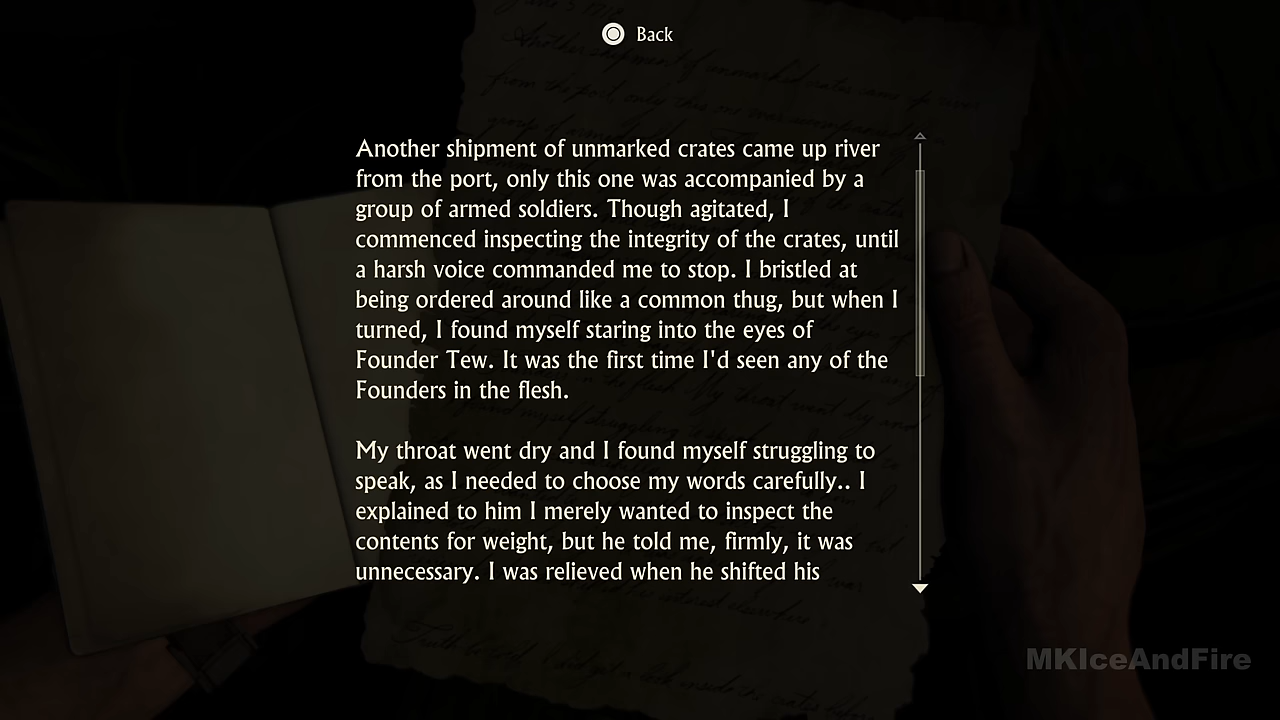 Back
Another shipment of unmarked crates came up river
from the port, only this one was accompanied by a
group of armed soldiers. Though agitated, I
commenced inspecting the integrity of the crates, until
a harsh voice commanded me to stop. I bristled at
being ordered around like a common thug, but when I
turned, I found myself staring into the eyes of
Founder Tew. It was the first time I'd seen any of the
Founders in the flesh.
My throat went dry and I found myself struggling to
speak, as I needed to choose my words carefully.. I
explained to him I merely wanted to inspect the
contents for weight, but he told me, firmly, it was
unnecessary. I was relieved when he shifted his
MKIceAndFire